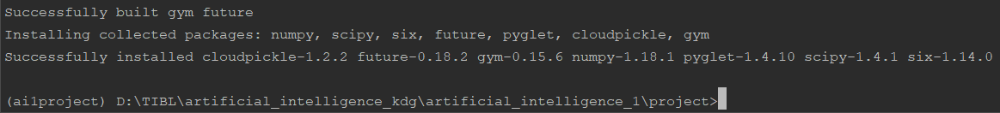 Successfully built gym future
Installing collected packages: numpy, scipy, six, future, pyglet, cloudpickle, gym
Successfully installed cloudpickle-1.2.2 future-0.18.2 gym-0.15.6 numpy-1.18.1 pyglet-1.4.10 scipy-1.4.1 six-1.14.0
(ai1project) D:\TIBL\artificial_intelligence_kdg\artificial_intelligence_1\project>